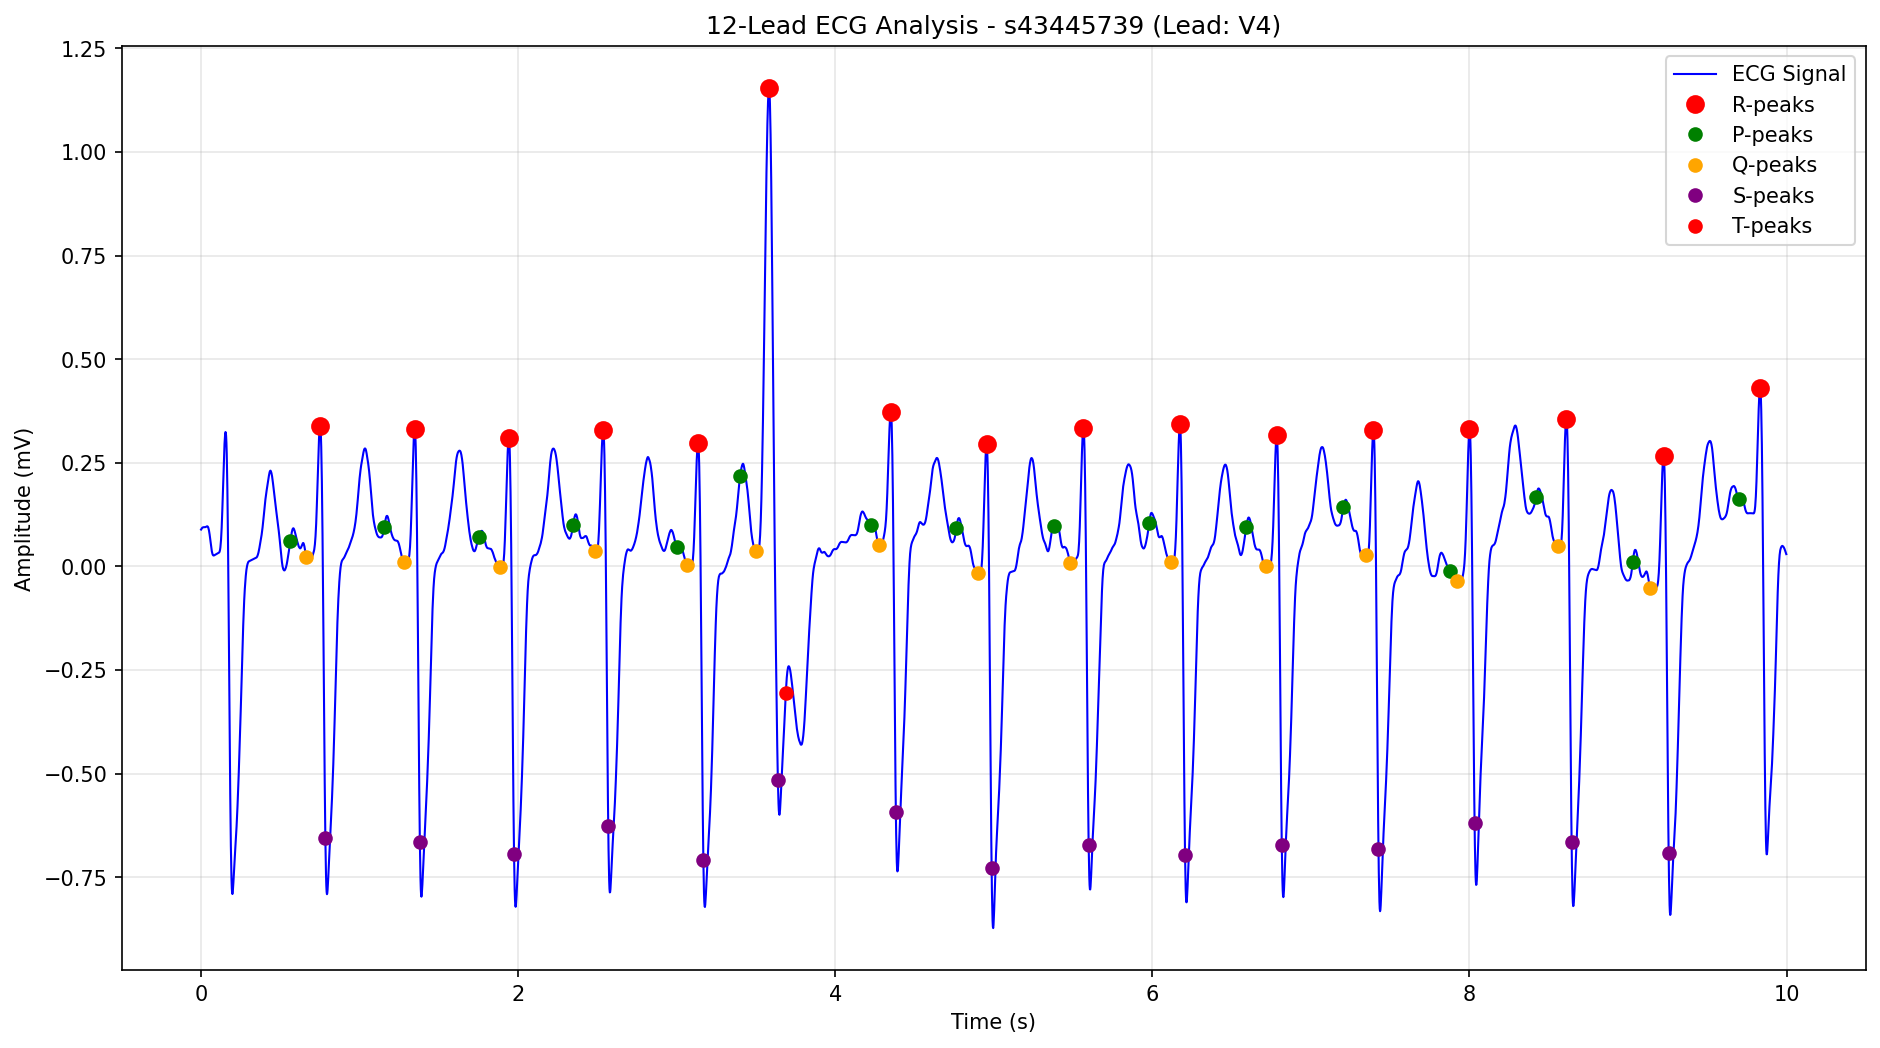 12-Lead ECG Analysis - s43445739 (Lead: V4)
ECG Signal
R-peaks
P-peaks
Q-peaks
S-peaks
T-peaks
Amplitude (mV)
1.25
1.00
0.75
0.50
0.25
0.00
−0.25
−0.50
−0.75
0 2 4 6 8 10
Time (s)